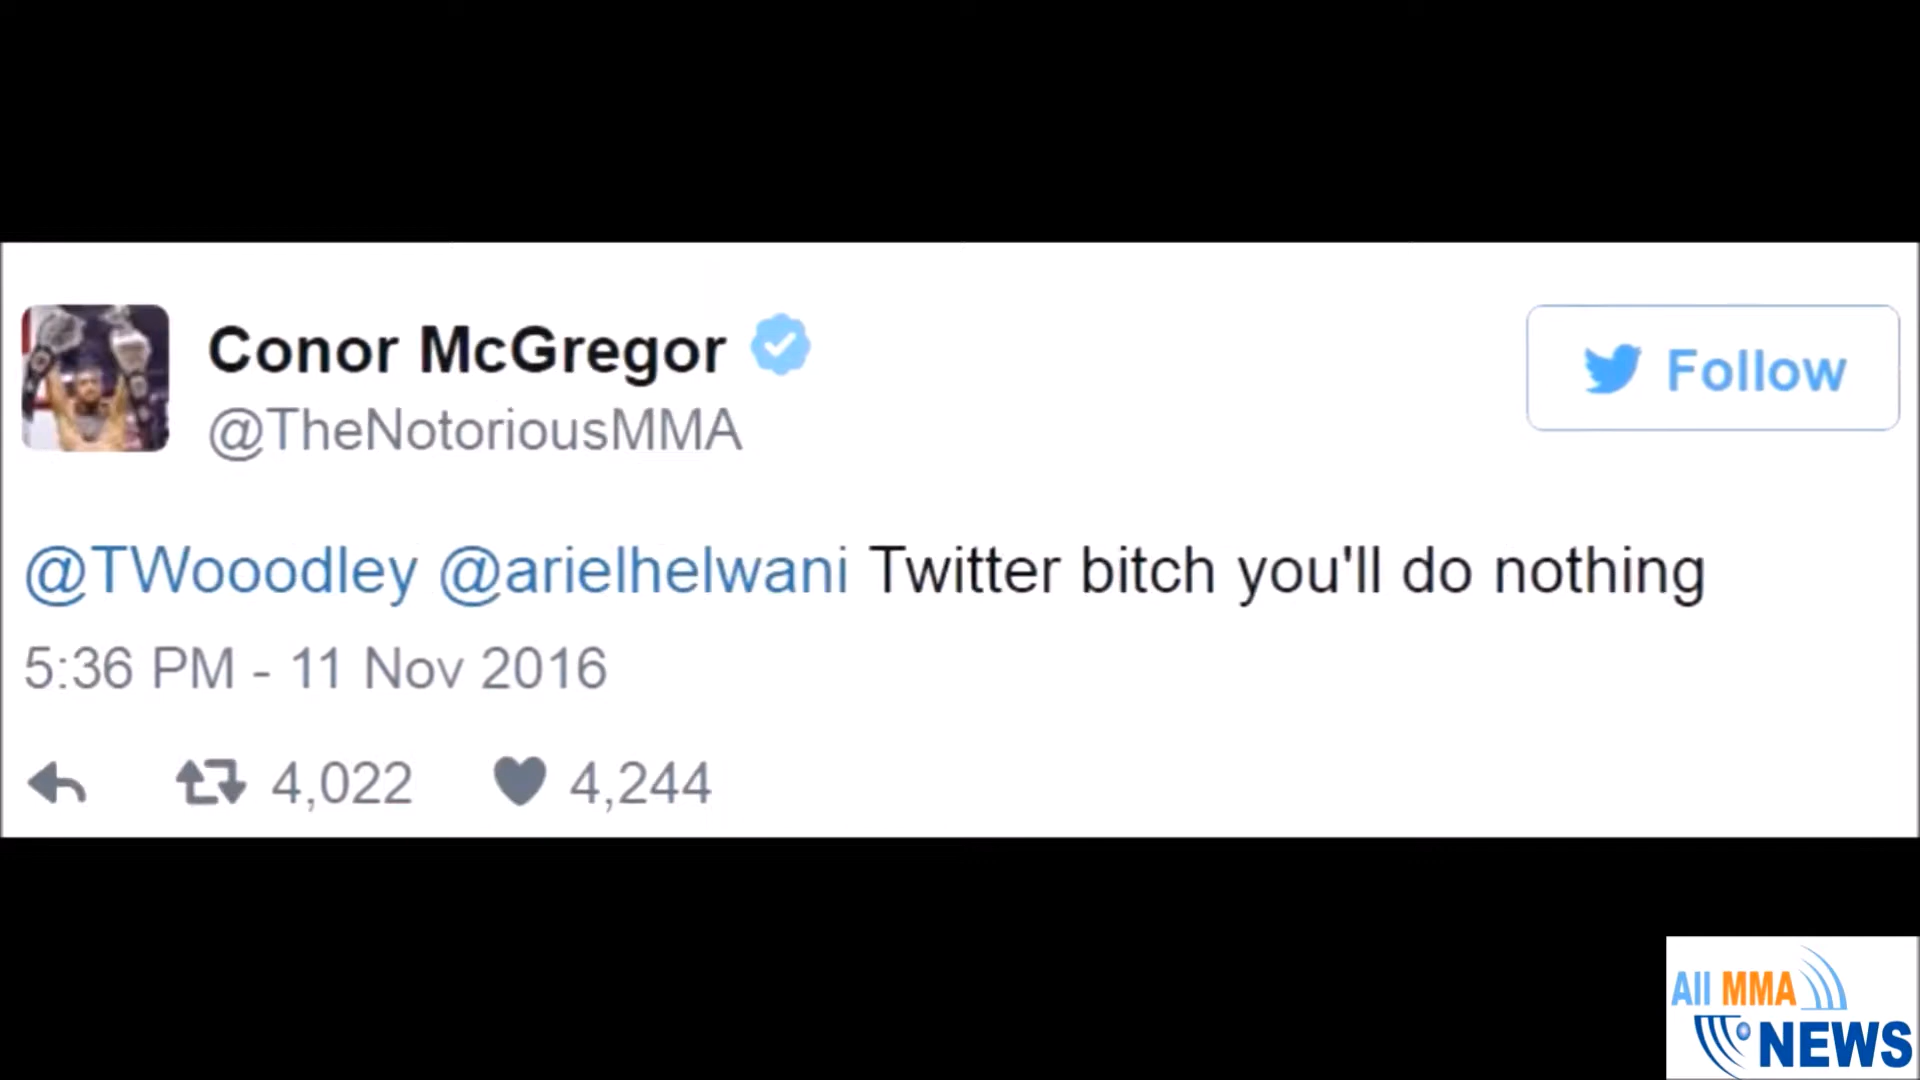 Conor McGregor
Follow
@TheNotoriousMMA
@TWooodley @arielhelwani Twitter bitch you'll do nothing
5:36 PM - 11 Nov 2016
4,022 4,244
All MMA
NEWS